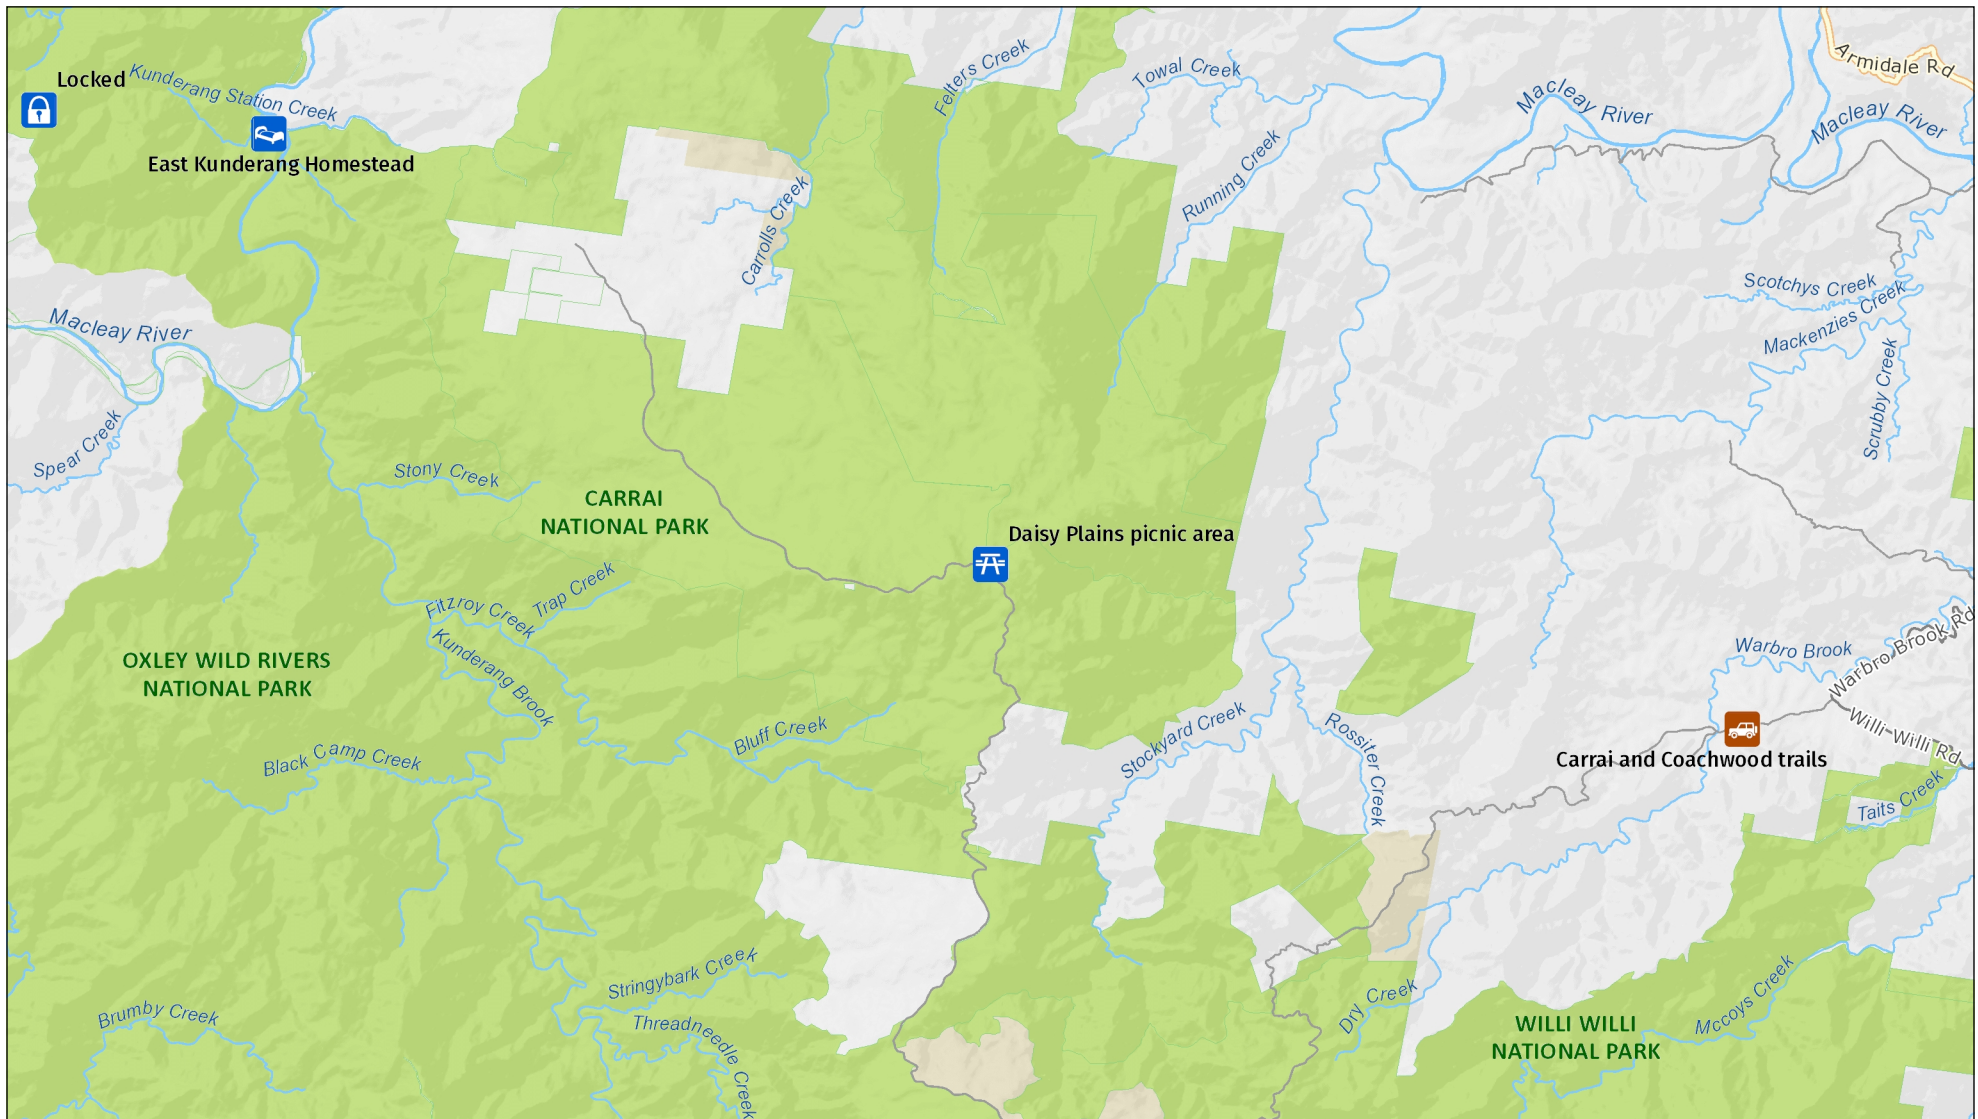 Armidale Rd
Felters Creek
Towal Creek
Locked
Kunderang Station Creek
Macleay River
Macleay River
East Kunderang Homestead
Running Creek
Carrolls Creek
Scotchys Creek
Mackenzies Creek
Macleay River
Scrubby Creek
Spear Creek
Stony Creek
CARRAI
NATIONAL PARK
Daisy Plains picnic area
Trap Creek
Fitzroy Creek
Kunderang Brook
Warbro Brook
Warbro Brook Rd
OXLEY WILD RIVERS
NATIONAL PARK
Bluff Creek
Stockyard Creek
Rossiter Creek
Willi-Willi Rd
Black Camp Creek
Carrai and Coachwood trails
Taits Creek
Stringybark Creek
Brumby Creek
Threadneedle Creek
Dry Creek
Mccoys Creek
WILLI WILLI
NATIONAL PARK